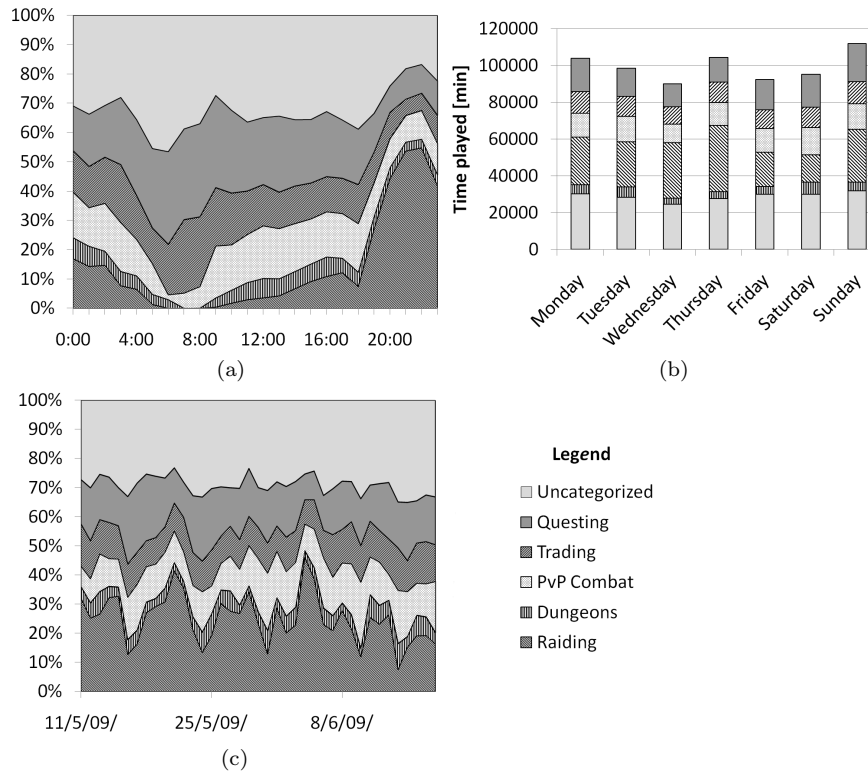 100%
90%
80%
70%
60%
50%
40%
30%
20%
10%
0%
0:00 4:00 8:00 12:00 16:00 20:00
(a)
Time played [min]
120000
100000
80000
60000
40000
20000
0
Monday Tuesday Wednesday Thursday Friday Saturday Sunday
(b)
100%
90%
80%
70%
60%
50%
40%
30%
20%
10%
0%
11/5/09/ 25/5/09/ 8/6/09/
(c)
Legend
Uncategorized
Questing
Trading
PvP Combat
Dungeons
Raiding